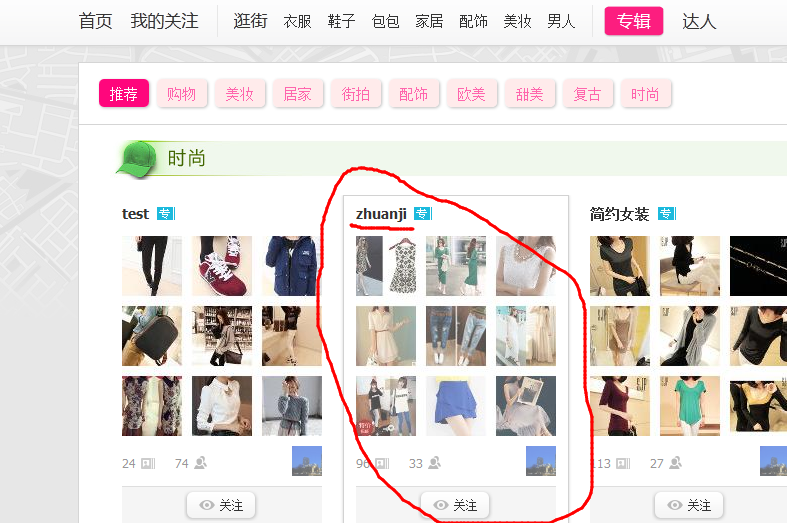 首页 我的关注 逛街 衣服 鞋子 包包 家居 配饰 美妆 男人 专辑 达人
推荐 购物 美妆 居家 街拍 配饰 欧美 甜美 复古 时尚
时尚
test 专 zhuanji 专 简约女装 专
24 74 96 33 113 27
关注 关注 关注